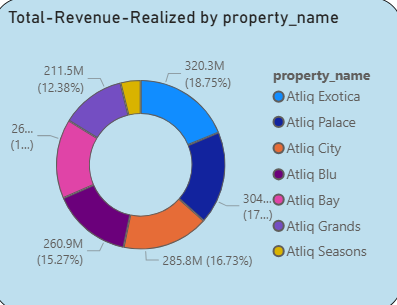 Total-Revenue-Realized by property_name
211.5M
(12.38%)
320.3M
(18.75%)
property_name
Atliq Exotica
Atliq Palace
Atliq City
Atliq Blu
Atliq Bay
Atliq Grands
Atliq Seasons
26...
(1...)
304....
(17...)
260.9M
(15.27%)
285.8M (16.73%)